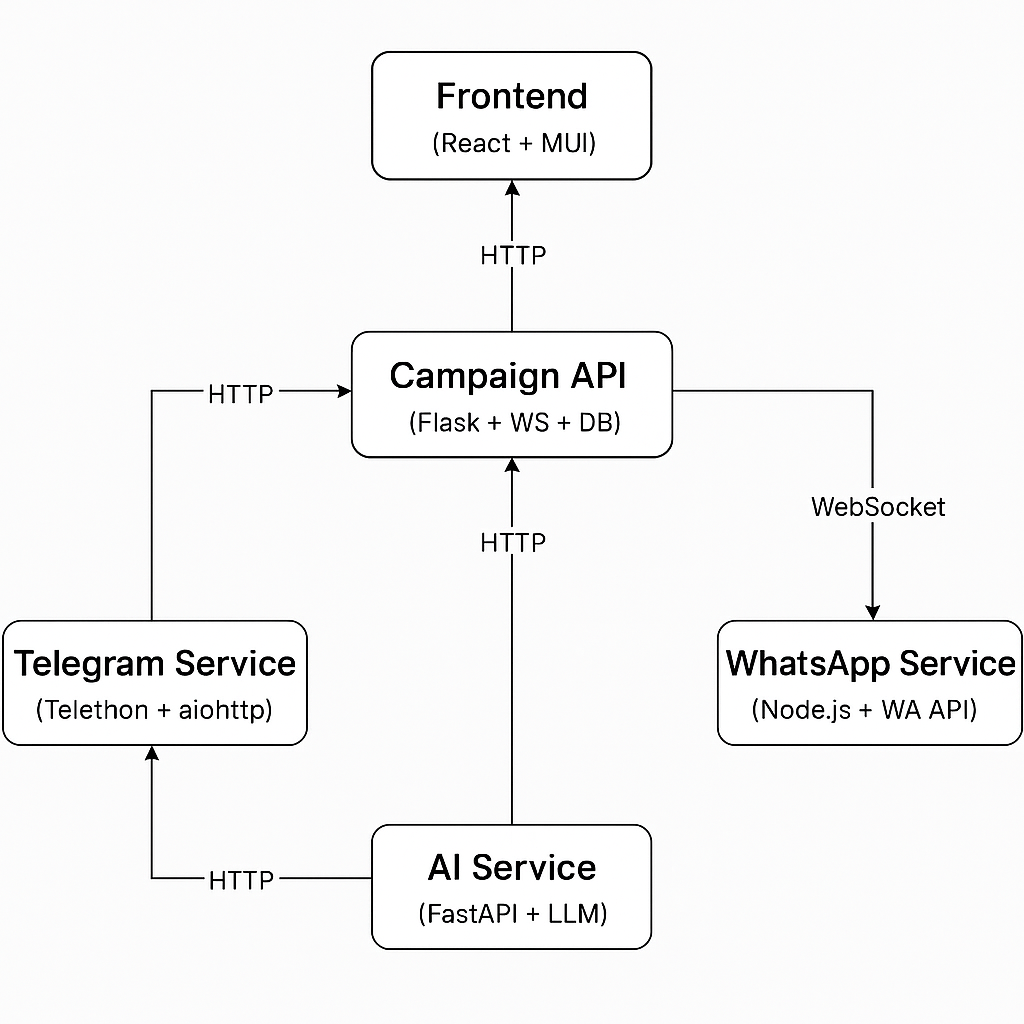 Frontend
(React + MUI)
HTTP
Campaign API
(Flask + WS + DB)
HTTP
WebSocket
HTTP
Telegram Service
(Telethon + aiohttp)
WhatsApp Service
(Node.js + WA API)
AI Service
(FastAPI + LLM)
HTTP